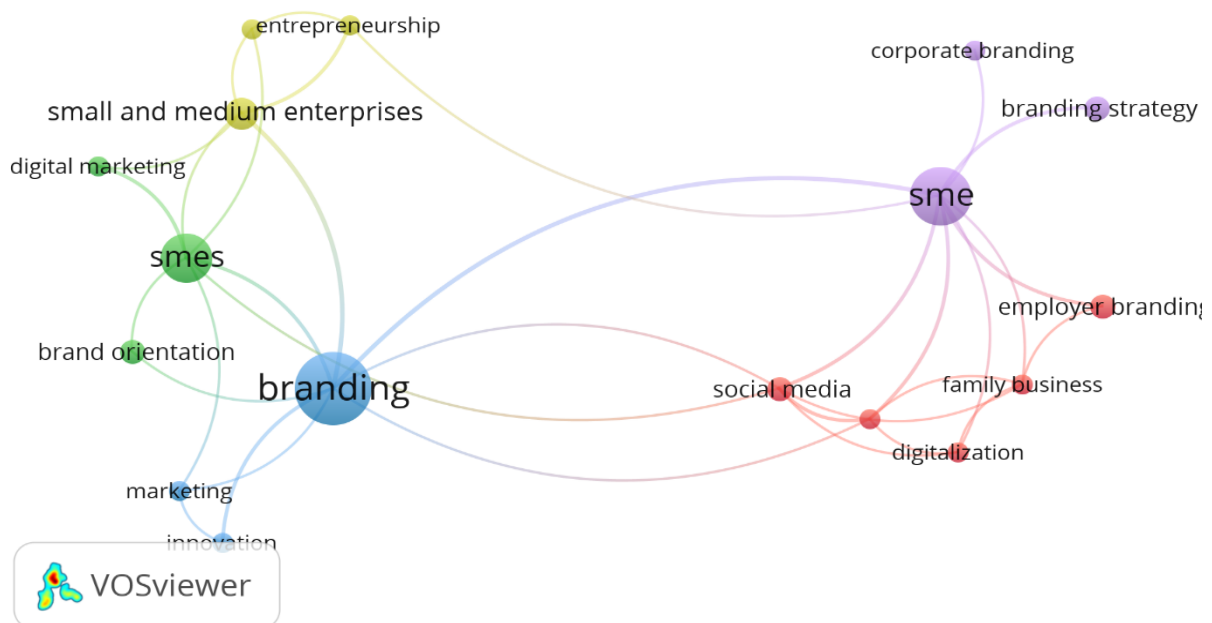 entrepreneurship
corporate branding
small and medium enterprises
branding strategy
digital marketing
sme
smes
employer branding
brand orientation
branding
social media
family business
digitalization
marketing
innovation
VOSviewer